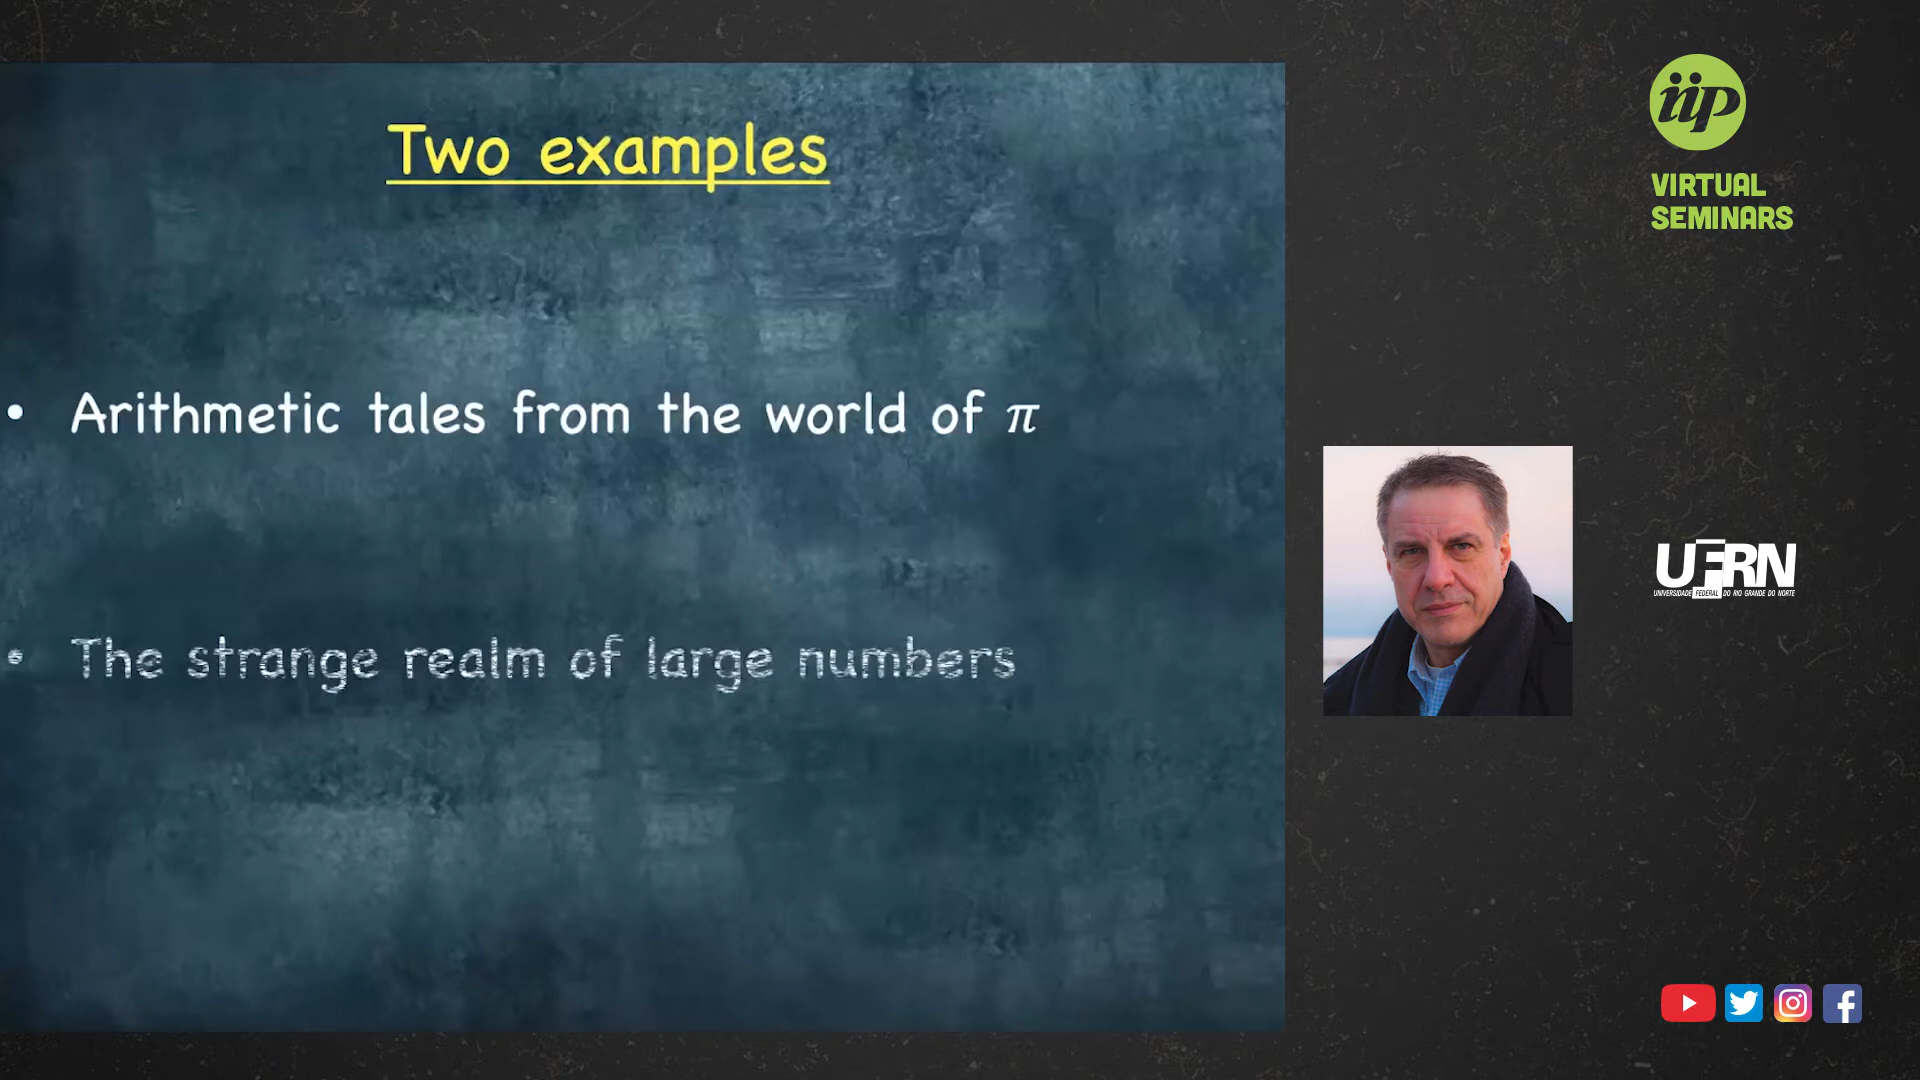 Two examples
• Arithmetic tales from the world of π
• The strange realm of large numbers
iip
VIRTUAL
SEMINARS
UFRN
UNIVERSIDADE FEDERAL DO RIO GRANDE DO NORTE